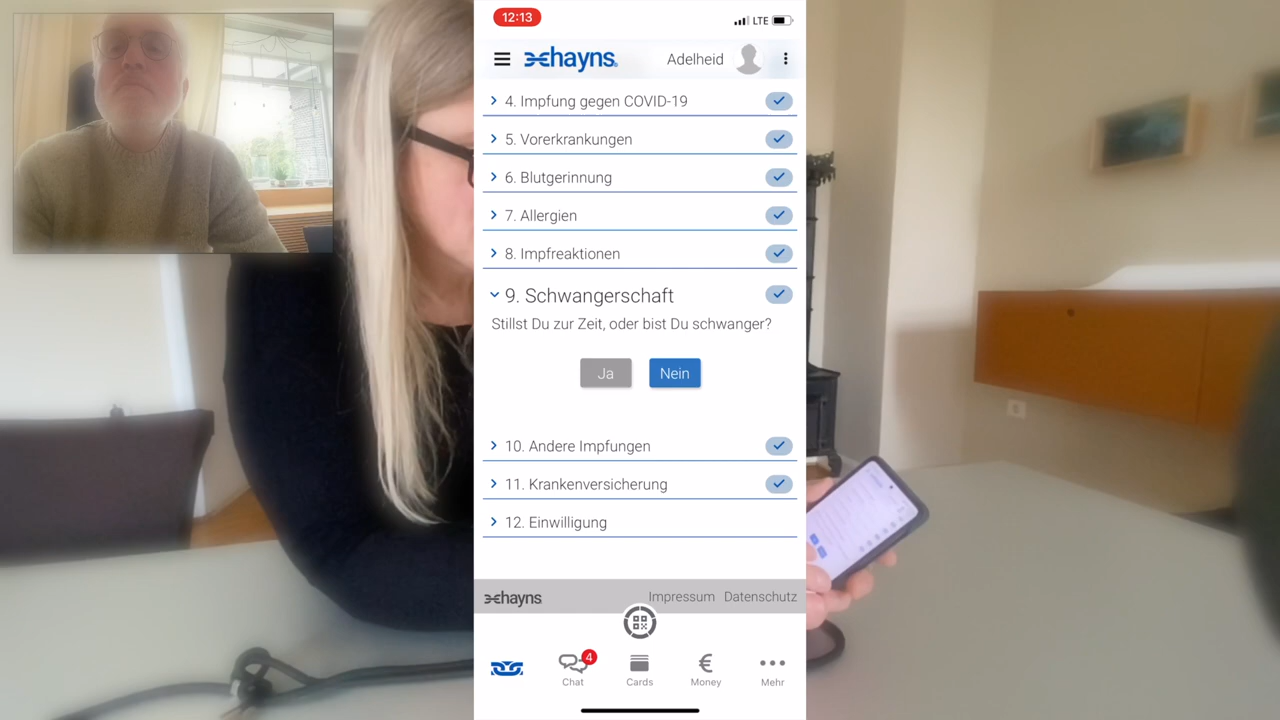 12:13
LTE
chayns®
Adelheid
4. Impfung gegen COVID-19
5. Vorerkrankungen
6. Blutgerinnung
7. Allergien
8. Impfreaktionen
9. Schwangerschaft
Stillst Du zur Zeit, oder bist Du schwanger?
Ja Nein
10. Andere Impfungen
11. Krankenversicherung
12. Einwilligung
chayns Impressum Datenschutz
4
Chat Cards Money Mehr